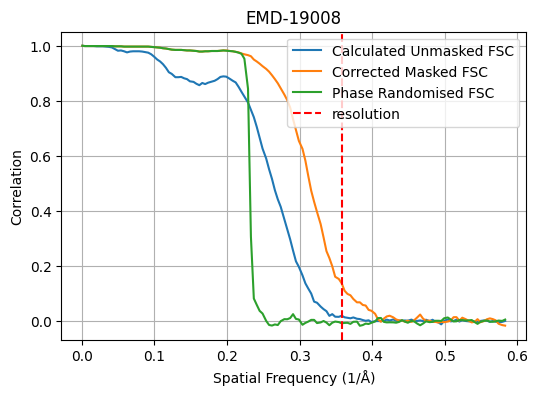 EMD-19008
Calculated Unmasked FSC
Corrected Masked FSC
Phase Randomised FSC
resolution
Correlation
1.0
0.8
0.6
0.4
0.2
0.0
0.0 0.1 0.2 0.3 0.4 0.5 0.6
Spatial Frequency (1/Å)